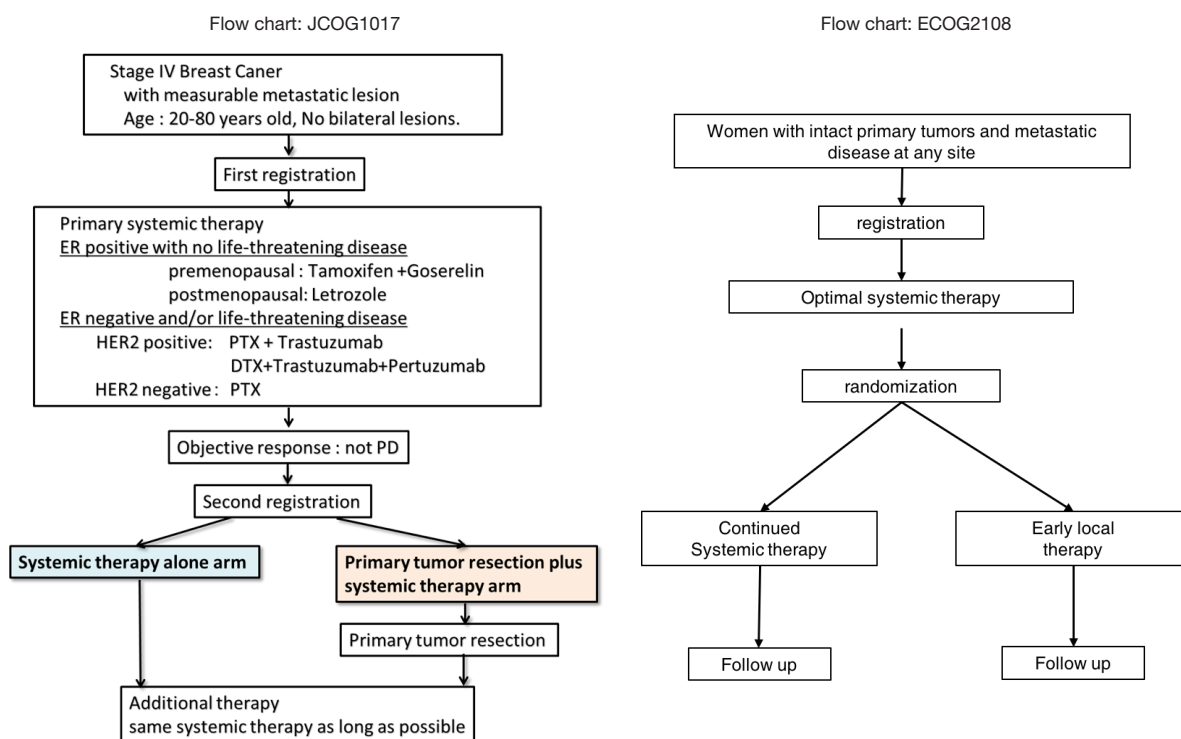 Flow chart: JCOG1017
Stage IV Breast Caner
with measurable metastatic lesion
Age : 20-80 years old, No bilateral lesions.
First registration
Primary systemic therapy
ER positive with no life-threatening disease
premenopausal : Tamoxifen +Goserelin
postmenopausal: Letrozole
ER negative and/or life-threatening disease
HER2 positive: PTX + Trastuzumab
DTX+Trastuzumab+Pertuzumab
HER2 negative : PTX
Objective response : not PD
Second registration
Systemic therapy alone arm
Primary tumor resection plus
systemic therapy arm
Primary tumor resection
Additional therapy
same systemic therapy as long as possible
Flow chart: ECOG2108
Women with intact primary tumors and metastatic
disease at any site
registration
Optimal systemic therapy
randomization
Continued
Systemic therapy
Early local
therapy
Follow up
Follow up